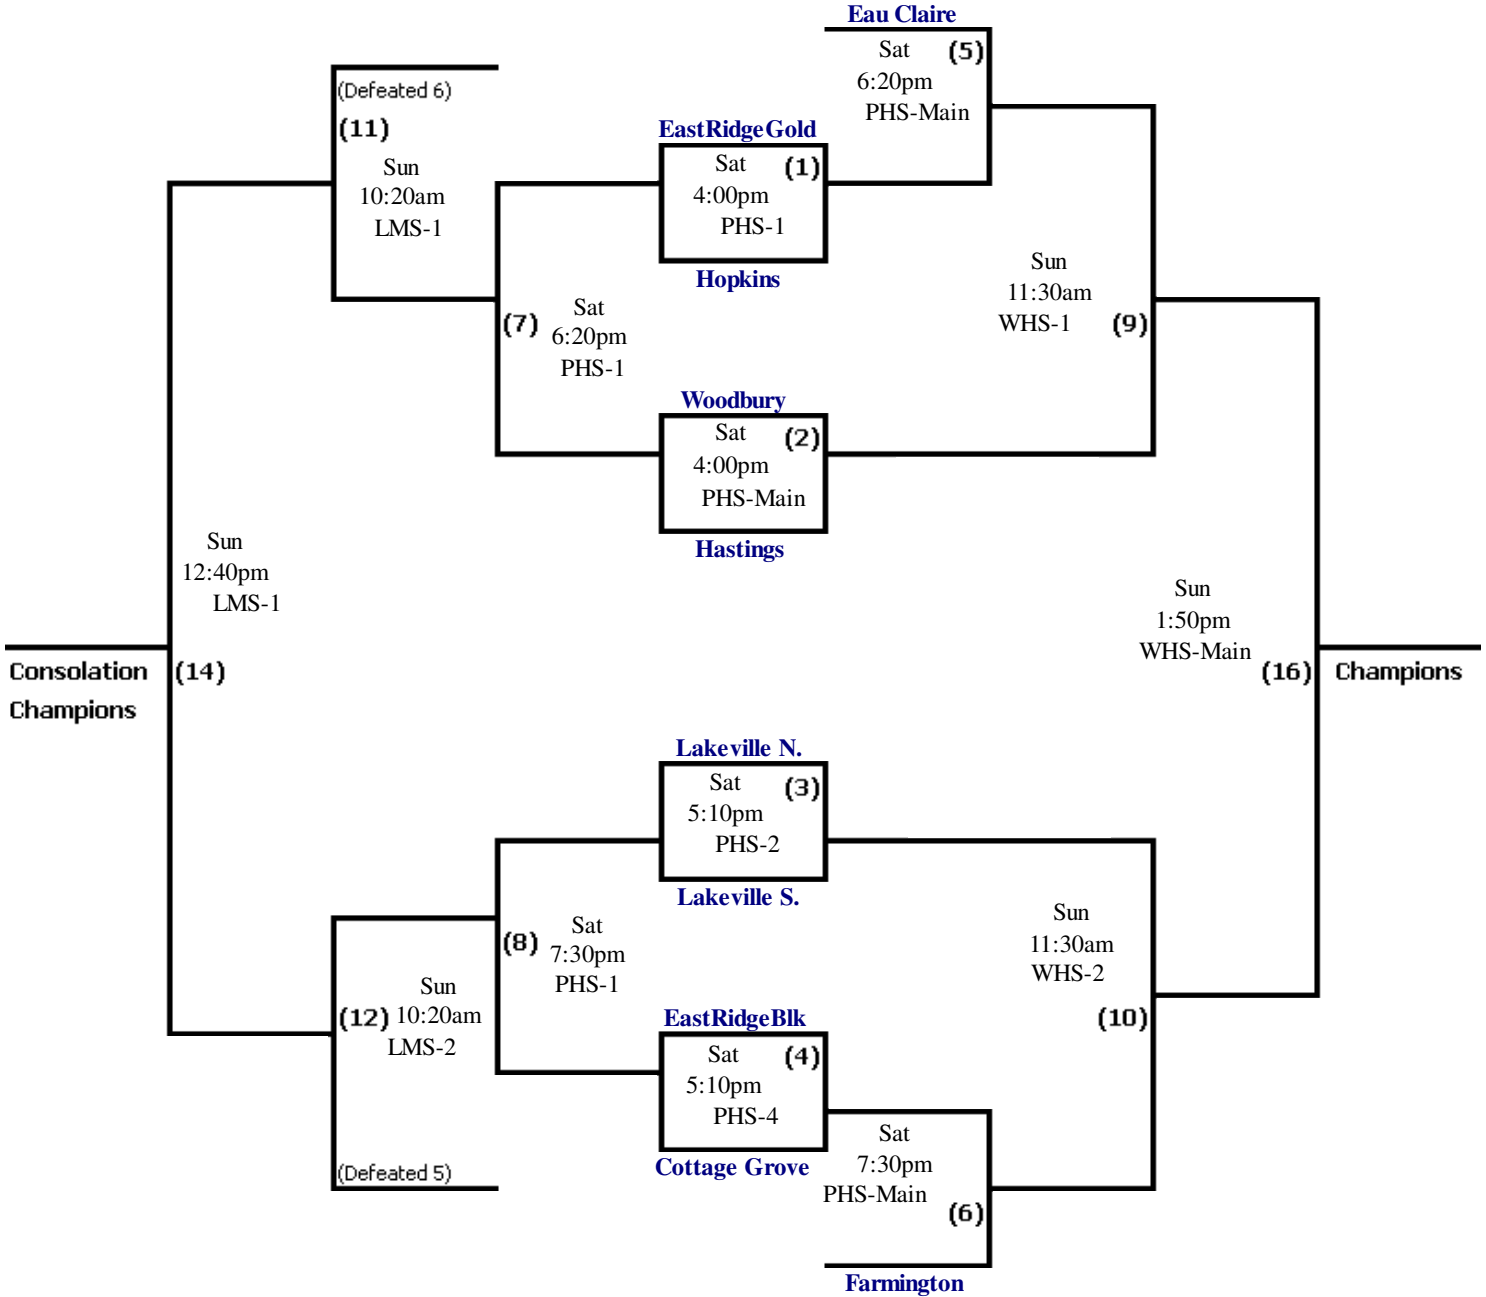 Eau Claire
Sat (5)
6:20pm
PHS-Main
(Defeated 6)
(11)
Sun
10:20am
LMS-1
EastRidgeGold
Sat (1)
4:00pm
PHS-1
Hopkins
Sun
11:30am
WHS-1 (9)
Sat
(7) 6:20pm
PHS-1
Woodbury
Sat (2)
4:00pm
PHS-Main
Hastings
Sun
12:40pm
LMS-1
Sun
1:50pm
WHS-Main
Consolation (14)
Champions
(16) Champions
Lakeville N.
Sat (3)
5:10pm
PHS-2
Lakeville S.
Sat
(8) 7:30pm
PHS-1
Sun
11:30am
WHS-2
(10)
Sun
(12) 10:20am
LMS-2
EastRidgeBlk
Sat (4)
5:10pm
PHS-4
Cottage Grove
Sat
7:30pm
PHS-Main
(6)
(Defeated 5)
Farmington